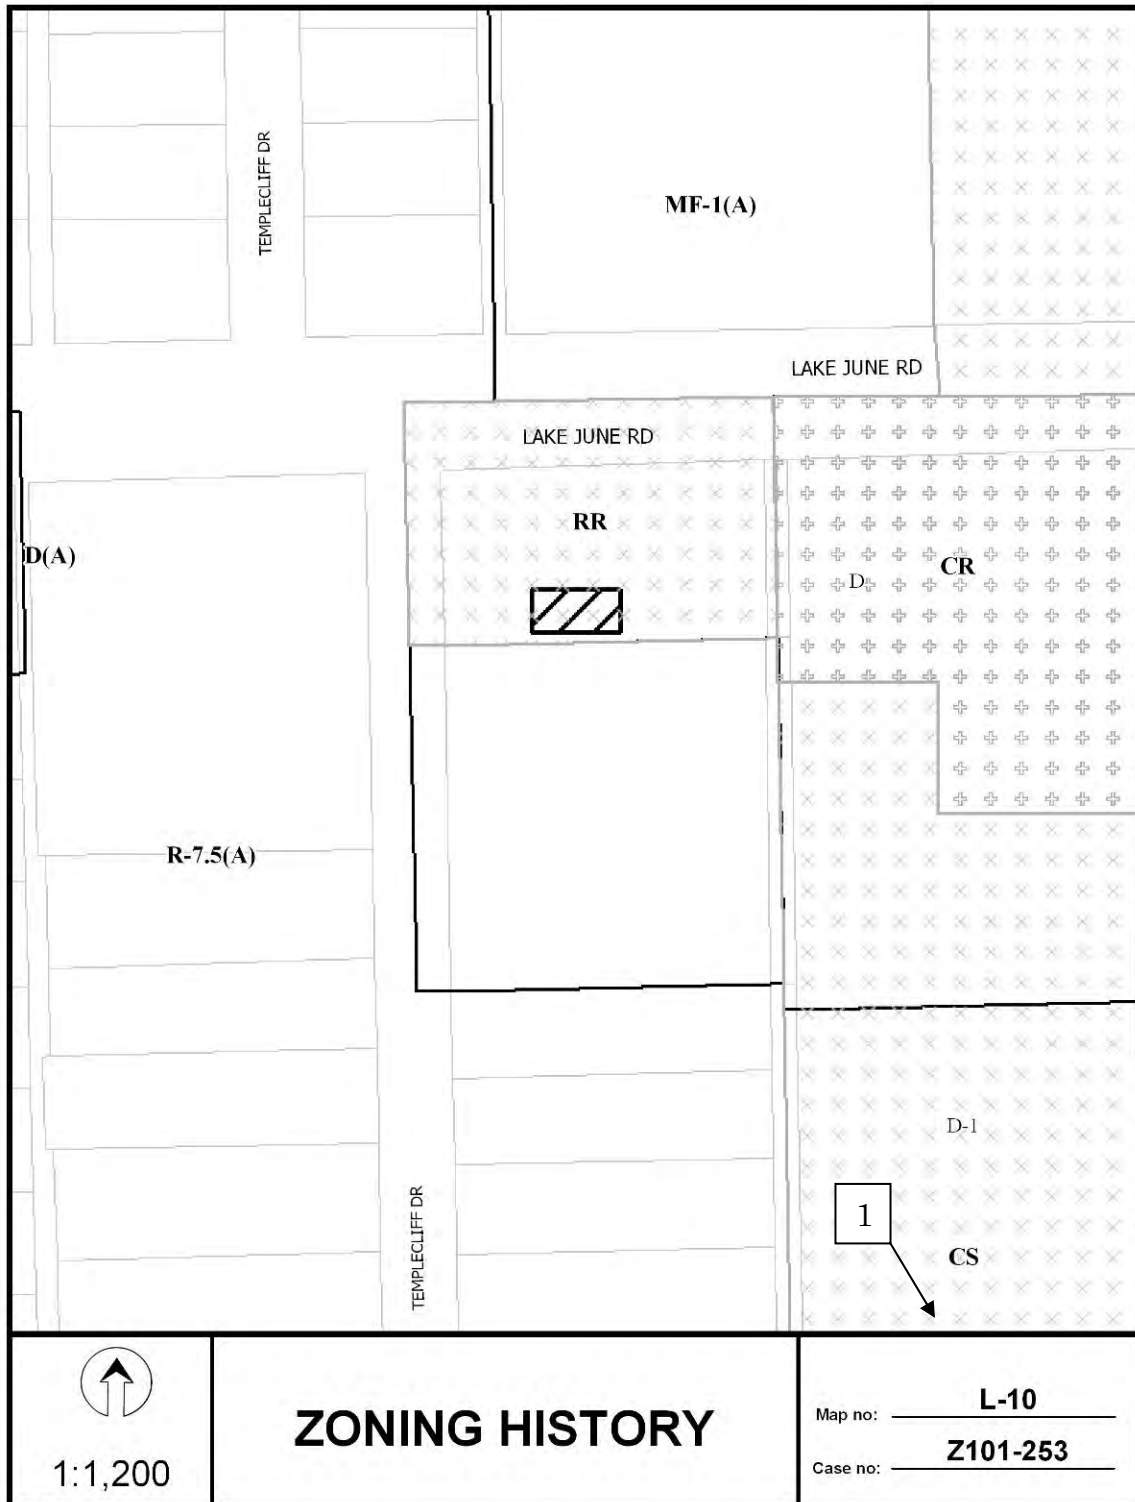 TEMPLECLIFF DR
MF-1(A)
LAKE JUNE RD
LAKE JUNE RD
RR
D(A)
CR
D
R-7.5(A)
D-1
TEMPLECLIFF DR
1
CS
1:1,200
ZONING HISTORY
Map no: L-10
Case no: Z101-253